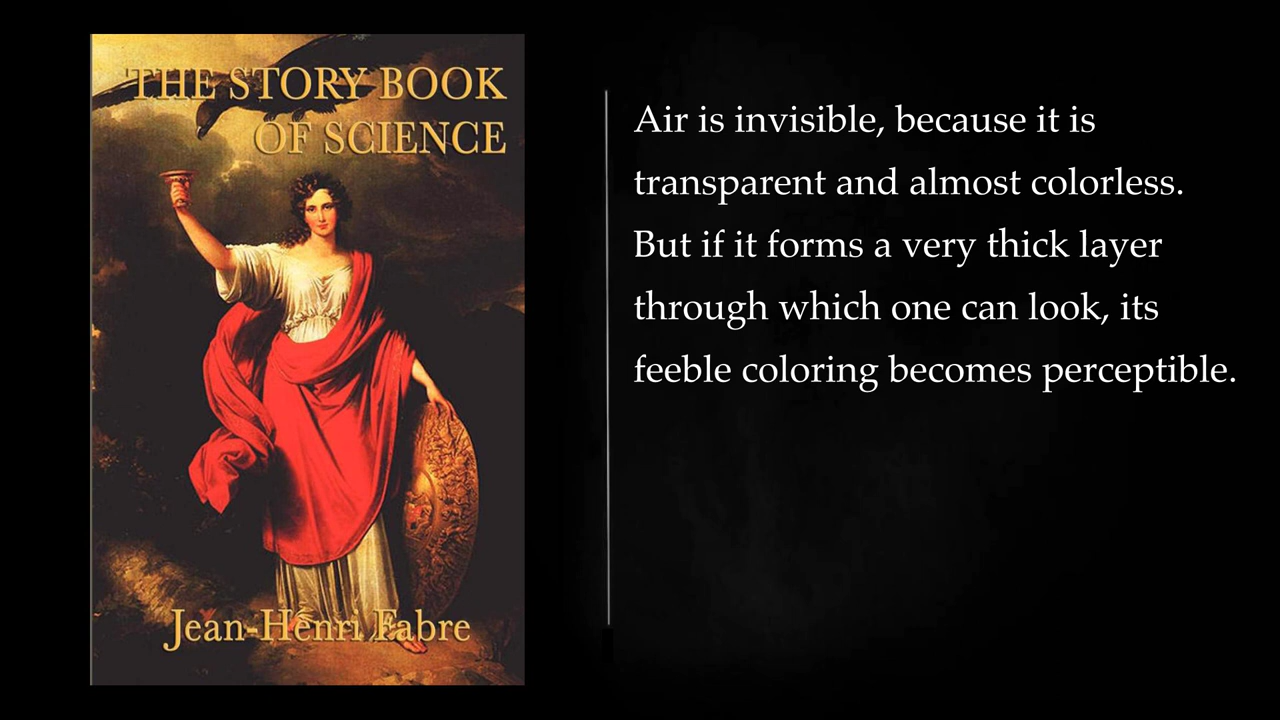 THE STORY BOOK
OF SCIENCE
Jean-Henri Fabre
Air is invisible, because it is
transparent and almost colorless.
But if it forms a very thick layer
through which one can look, its
feeble coloring becomes perceptible.